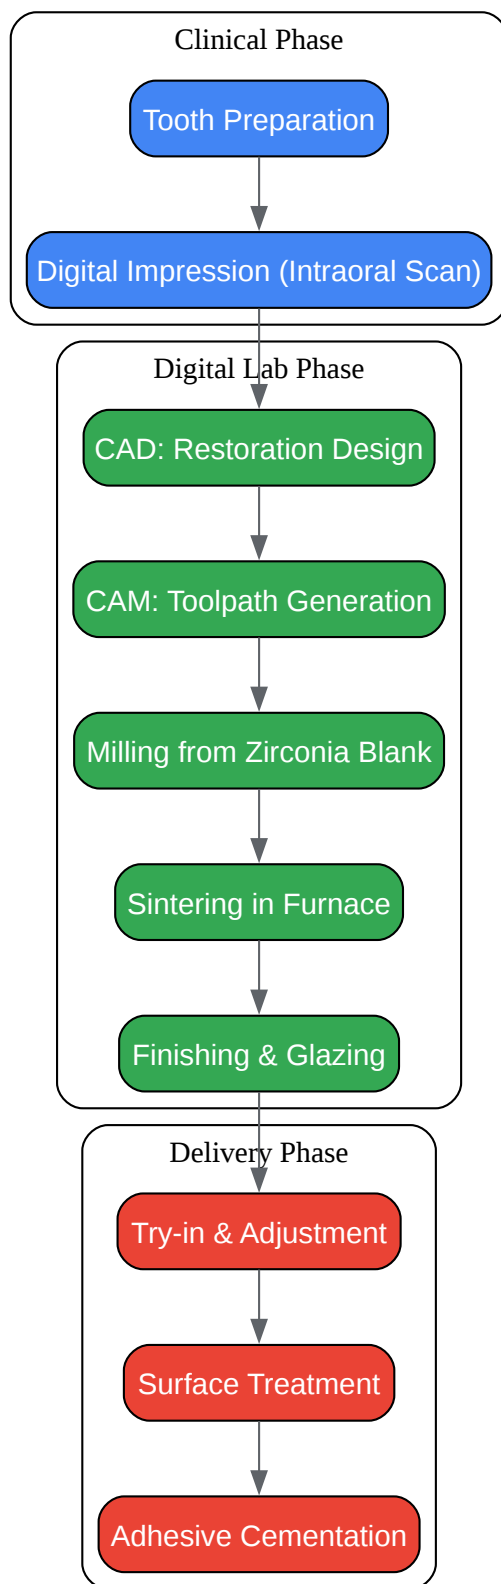 Clinical Phase
Tooth Preparation
Digital Impression (Intraoral Scan)
Digital Lab Phase
CAD: Restoration Design
CAM: Toolpath Generation
Milling from Zirconia Blank
Sintering in Furnace
Finishing & Glazing
Delivery Phase
Try-in & Adjustment
Surface Treatment
Adhesive Cementation